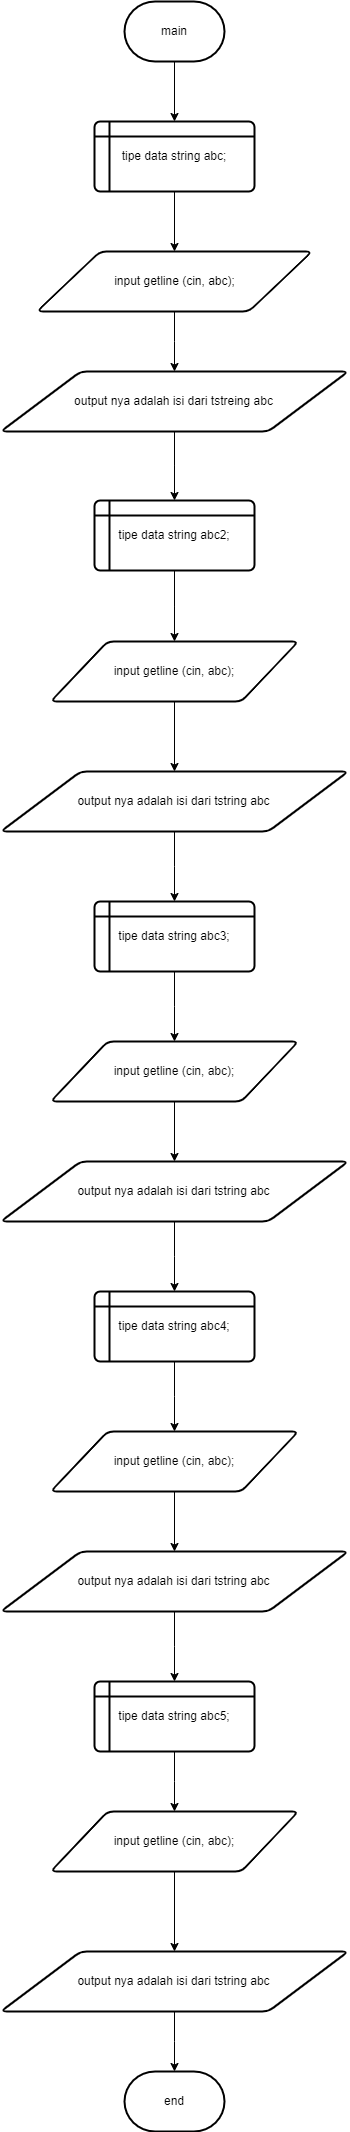 main
tipe data string abc;
input getline (cin, abc);
output nya adalah isi dari tstreing abc
tipe data string abc2;
input getline (cin, abc);
output nya adalah isi dari tstring abc
tipe data string abc3;
input getline (cin, abc);
output nya adalah isi dari tstring abc
tipe data string abc4;
input getline (cin, abc);
output nya adalah isi dari tstring abc
tipe data string abc5;
input getline (cin, abc);
output nya adalah isi dari tstring abc
end